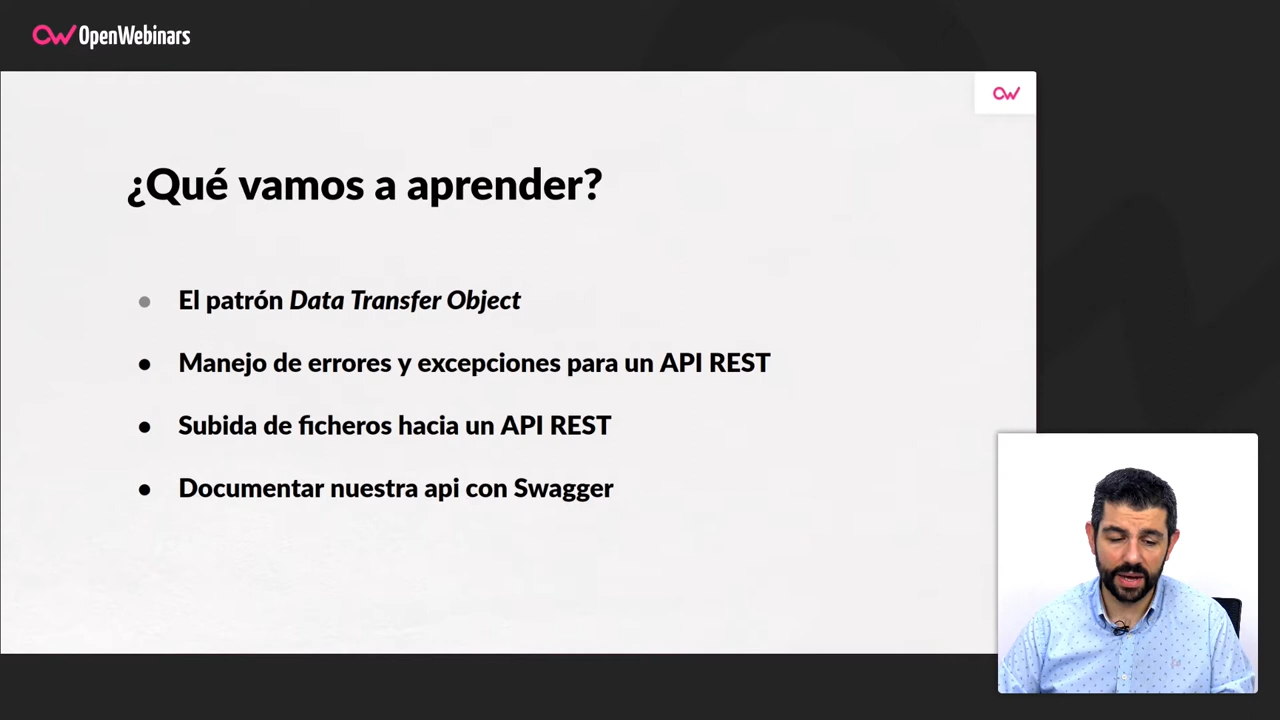 OpenWebinars
¿Qué vamos a aprender?
● El patrón Data Transfer Object
● Manejo de errores y excepciones para un API REST
● Subida de ficheros hacia un API REST
● Documentar nuestra api con Swagger